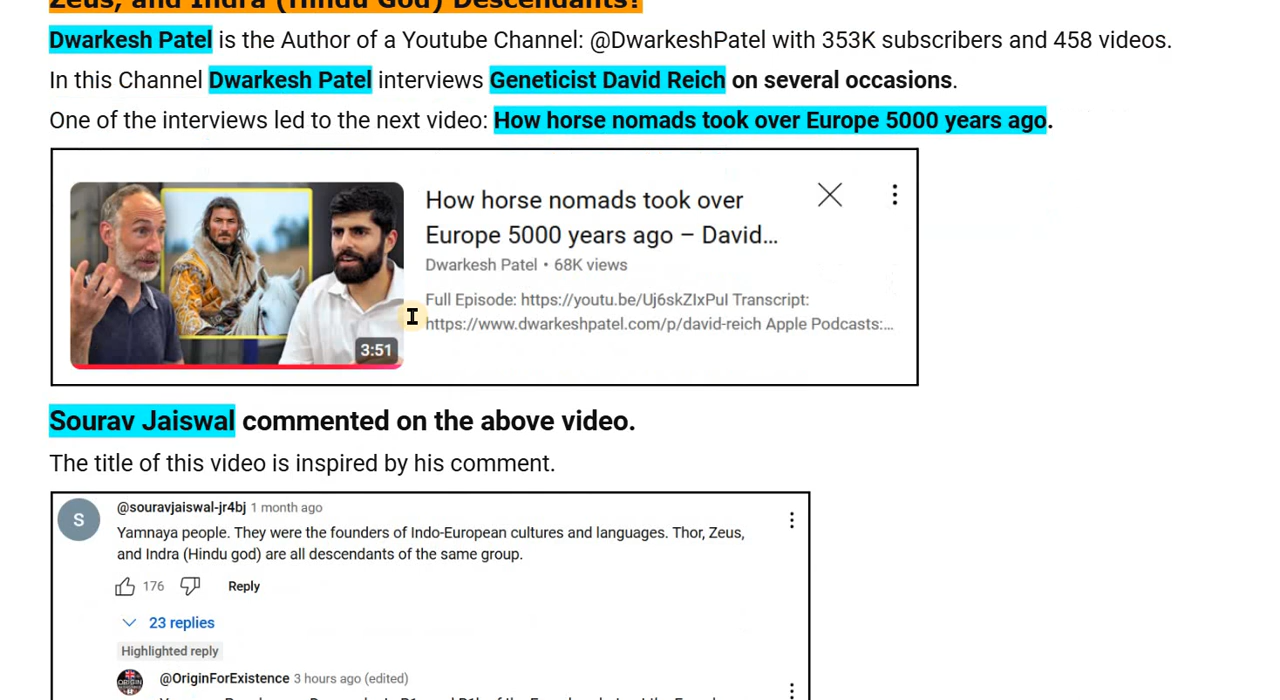 Zeus, and Indra (Hindu God) Descendants?
Dwarkesh Patel is the Author of a Youtube Channel: @DwarkeshPatel with 353K subscribers and 458 videos.
In this Channel Dwarkesh Patel interviews Geneticist David Reich on several occasions.
One of the interviews led to the next video: How horse nomads took over Europe 5000 years ago.
How horse nomads took over
Europe 5000 years ago – David...
Dwarkesh Patel • 68K views
Full Episode: https://youtu.be/Uj6skZIxPuI Transcript:
https://www.dwarkeshpatel.com/p/david-reich Apple Podcasts:...
3:51
Sourav Jaiswal commented on the above video.
The title of this video is inspired by his comment.
S
@souravjaiswal-jr4bj 1 month ago
Yamnaya people. They were the founders of Indo-European cultures and languages. Thor, Zeus,
and Indra (Hindu god) are all descendants of the same group.
176 Reply
23 replies
Highlighted reply
@OriginForExistence 3 hours ago (edited)